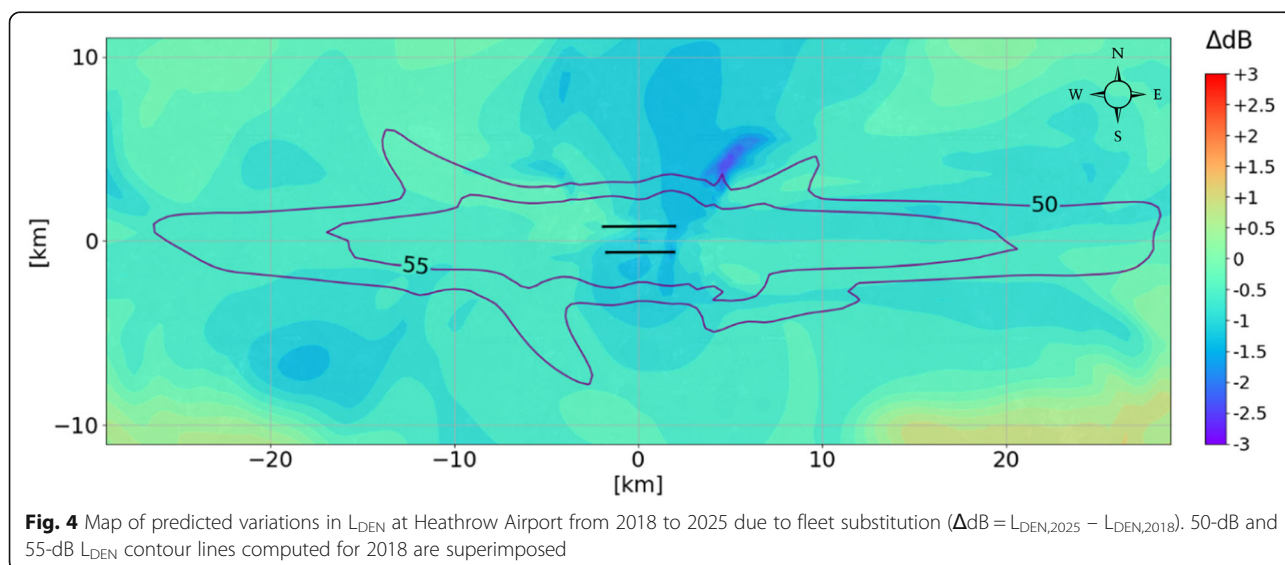 ΔdB
10
0
−10
[km]
−20
−10
0
10
20
[km]
50
55
N
W
E
S
+3
+2.5
+2
+1.5
+1
+0.5
0
-0.5
-1
-1.5
-2
-2.5
-3
Fig. 4 Map of predicted variations in LDEN at Heathrow Airport from 2018 to 2025 due to fleet substitution (ΔdB = LDEN,2025 − LDEN,2018). 50-dB and
55-dB LDEN contour lines computed for 2018 are superimposed